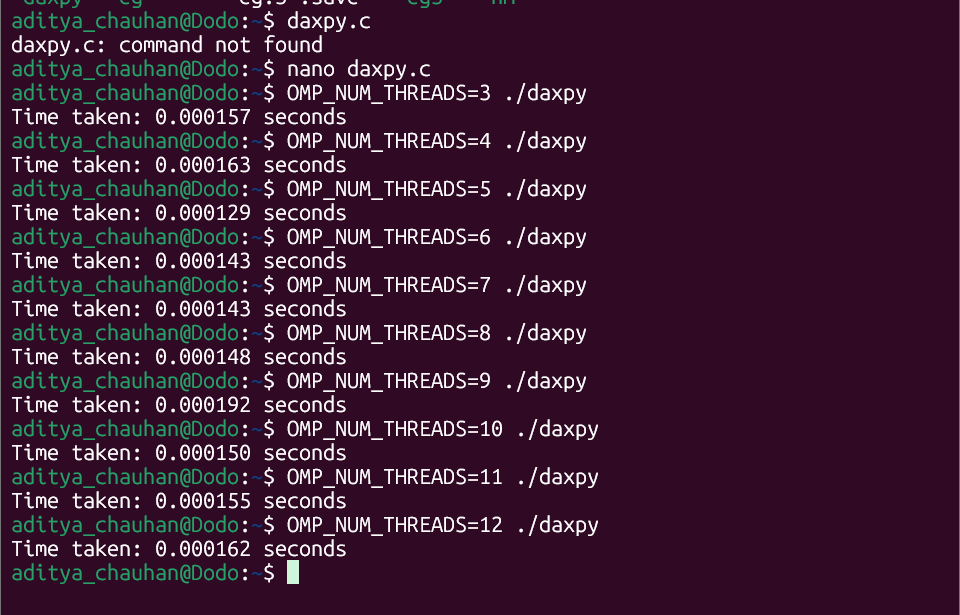 aditya_chauhan@Dodo:~$ daxpy.c
daxpy.c: command not found
aditya_chauhan@Dodo:~$ nano daxpy.c
aditya_chauhan@Dodo:~$ OMP_NUM_THREADS=3 ./daxpy
Time taken: 0.000157 seconds
aditya_chauhan@Dodo:~$ OMP_NUM_THREADS=4 ./daxpy
Time taken: 0.000163 seconds
aditya_chauhan@Dodo:~$ OMP_NUM_THREADS=5 ./daxpy
Time taken: 0.000129 seconds
aditya_chauhan@Dodo:~$ OMP_NUM_THREADS=6 ./daxpy
Time taken: 0.000143 seconds
aditya_chauhan@Dodo:~$ OMP_NUM_THREADS=7 ./daxpy
Time taken: 0.000143 seconds
aditya_chauhan@Dodo:~$ OMP_NUM_THREADS=8 ./daxpy
Time taken: 0.000148 seconds
aditya_chauhan@Dodo:~$ OMP_NUM_THREADS=9 ./daxpy
Time taken: 0.000192 seconds
aditya_chauhan@Dodo:~$ OMP_NUM_THREADS=10 ./daxpy
Time taken: 0.000150 seconds
aditya_chauhan@Dodo:~$ OMP_NUM_THREADS=11 ./daxpy
Time taken: 0.000155 seconds
aditya_chauhan@Dodo:~$ OMP_NUM_THREADS=12 ./daxpy
Time taken: 0.000162 seconds
aditya_chauhan@Dodo:~$